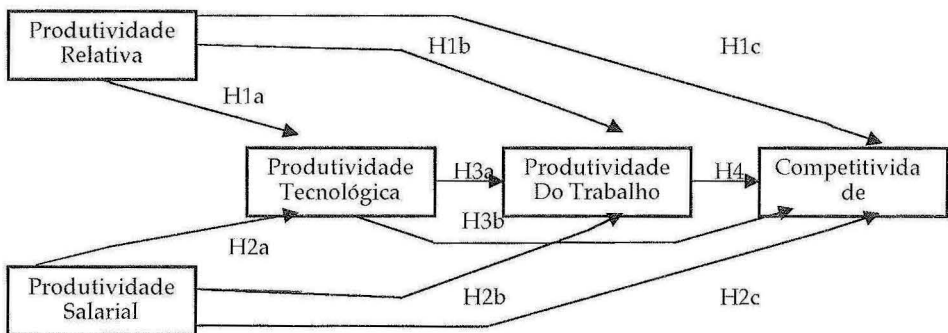 Produtividade
Relativa
H1b
H1c
H1a
Produtividade
Tecnológica
H3a
Produtividade
Do Trabalho
H4
Competitivida
de
H3b
H2a
Produtividade
Salarial
H2b
H2c